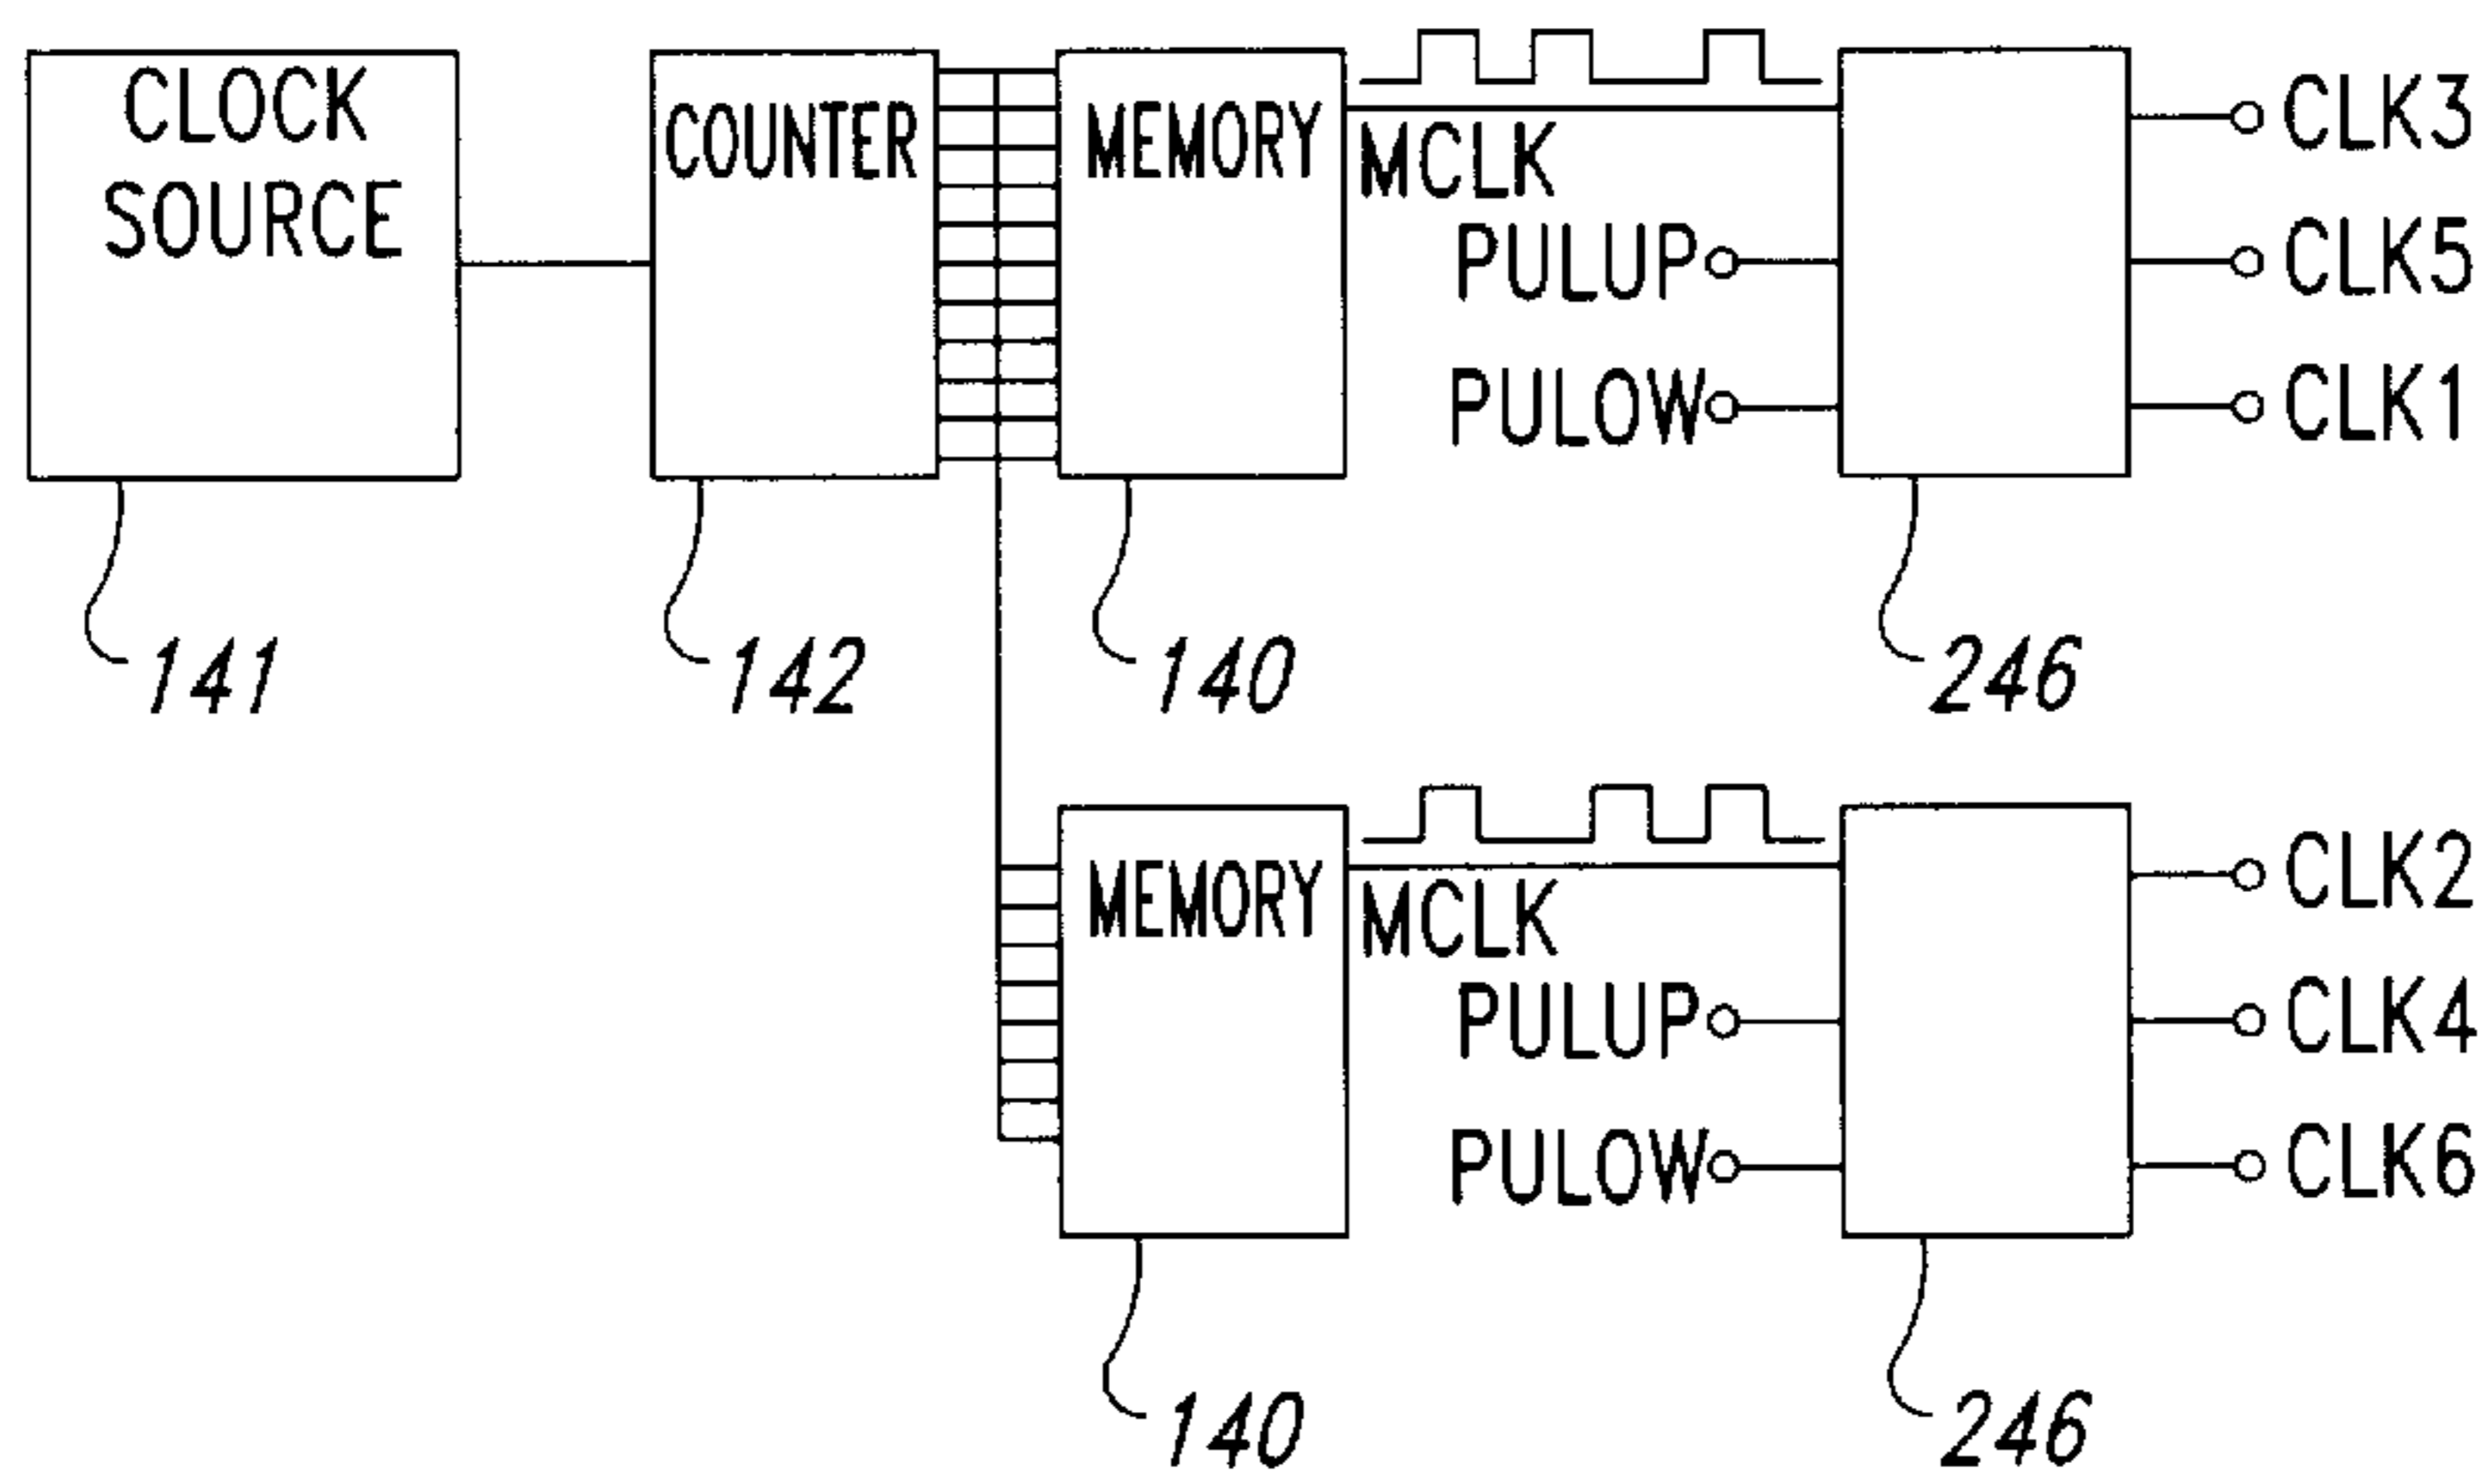 CLOCK
SOURCE
COUNTER
MEMORY
MCLK
PULUP
PULOW
CLK3
CLK5
CLK1
141
142
140
246
MEMORY
MCLK
PULUP
PULOW
CLK2
CLK4
CLK6
140
246